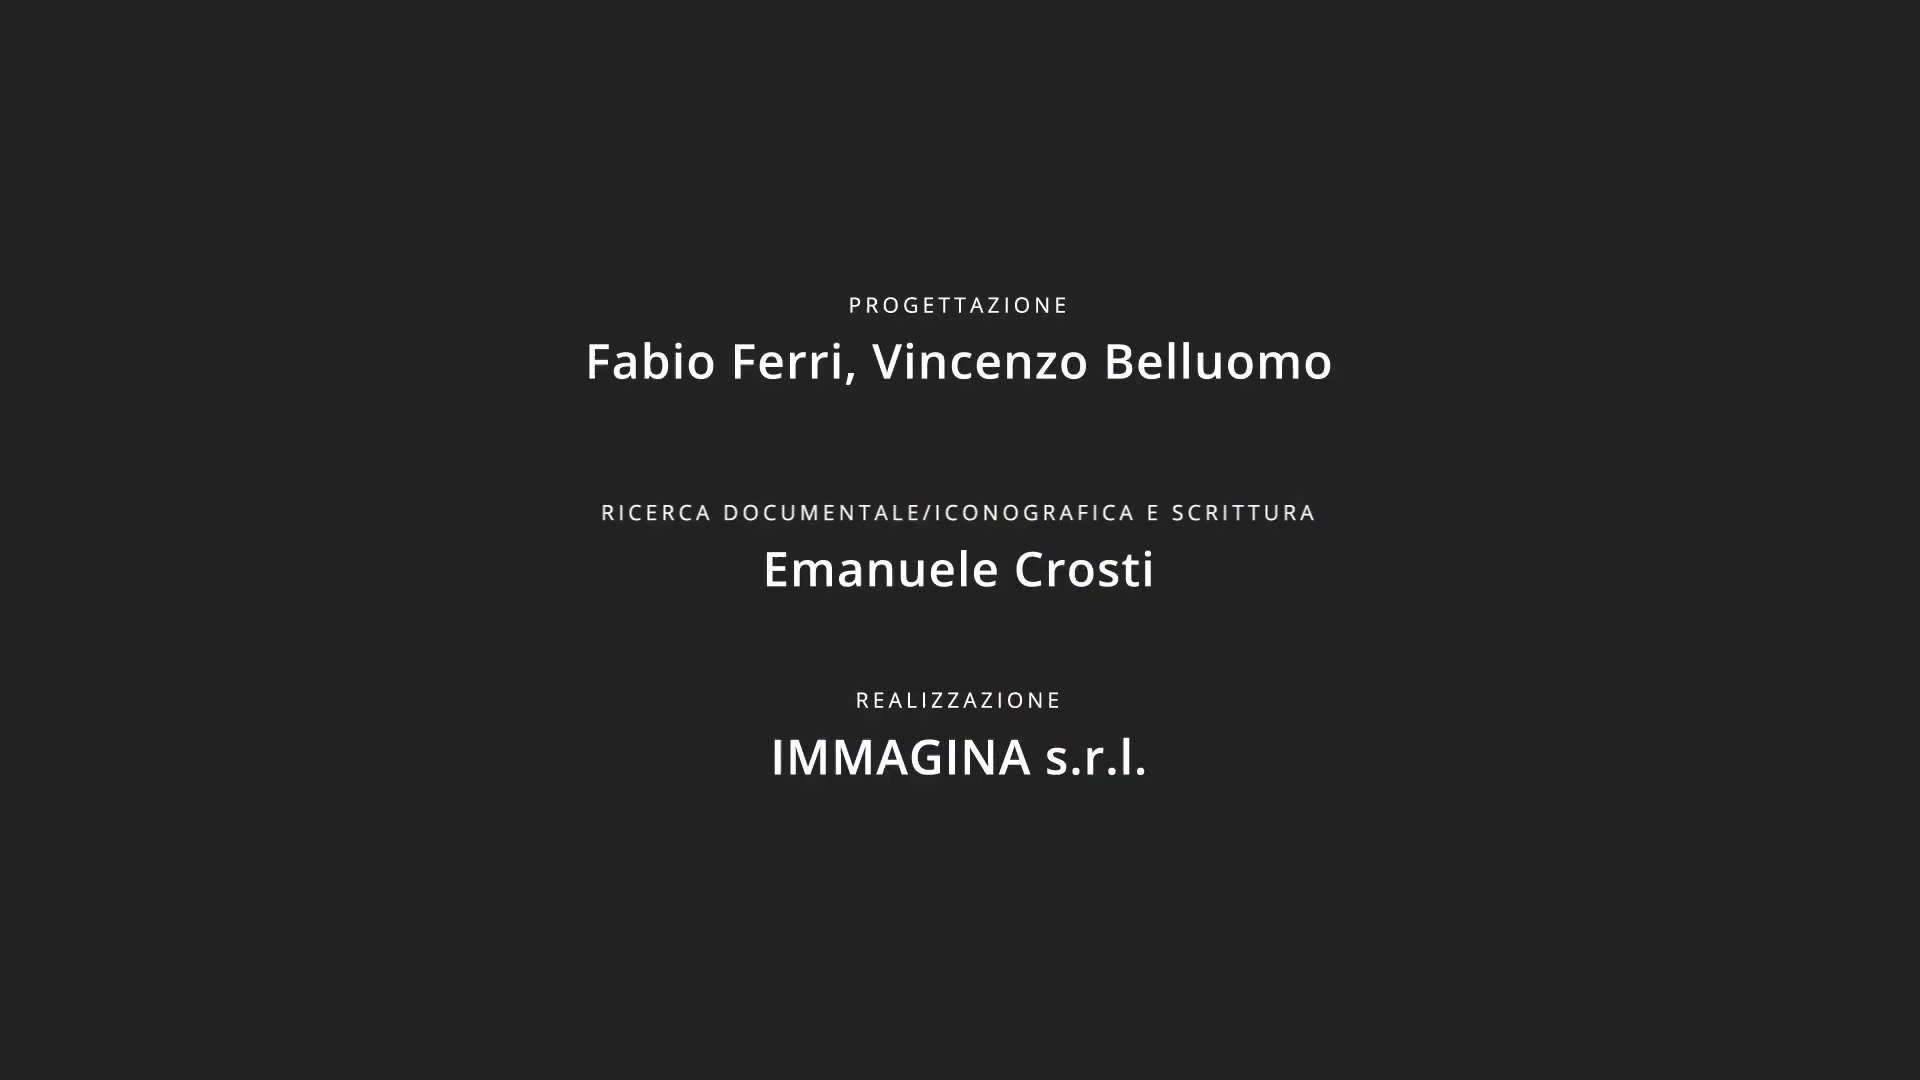 PROGETTAZIONE
Fabio Ferri, Vincenzo Belluomo
RICERCA DOCUMENTALE/ICONOGRAFICA E SCRITTURA
Emanuele Crosti
REALIZZAZIONE
IMMAGINA s.r.l.